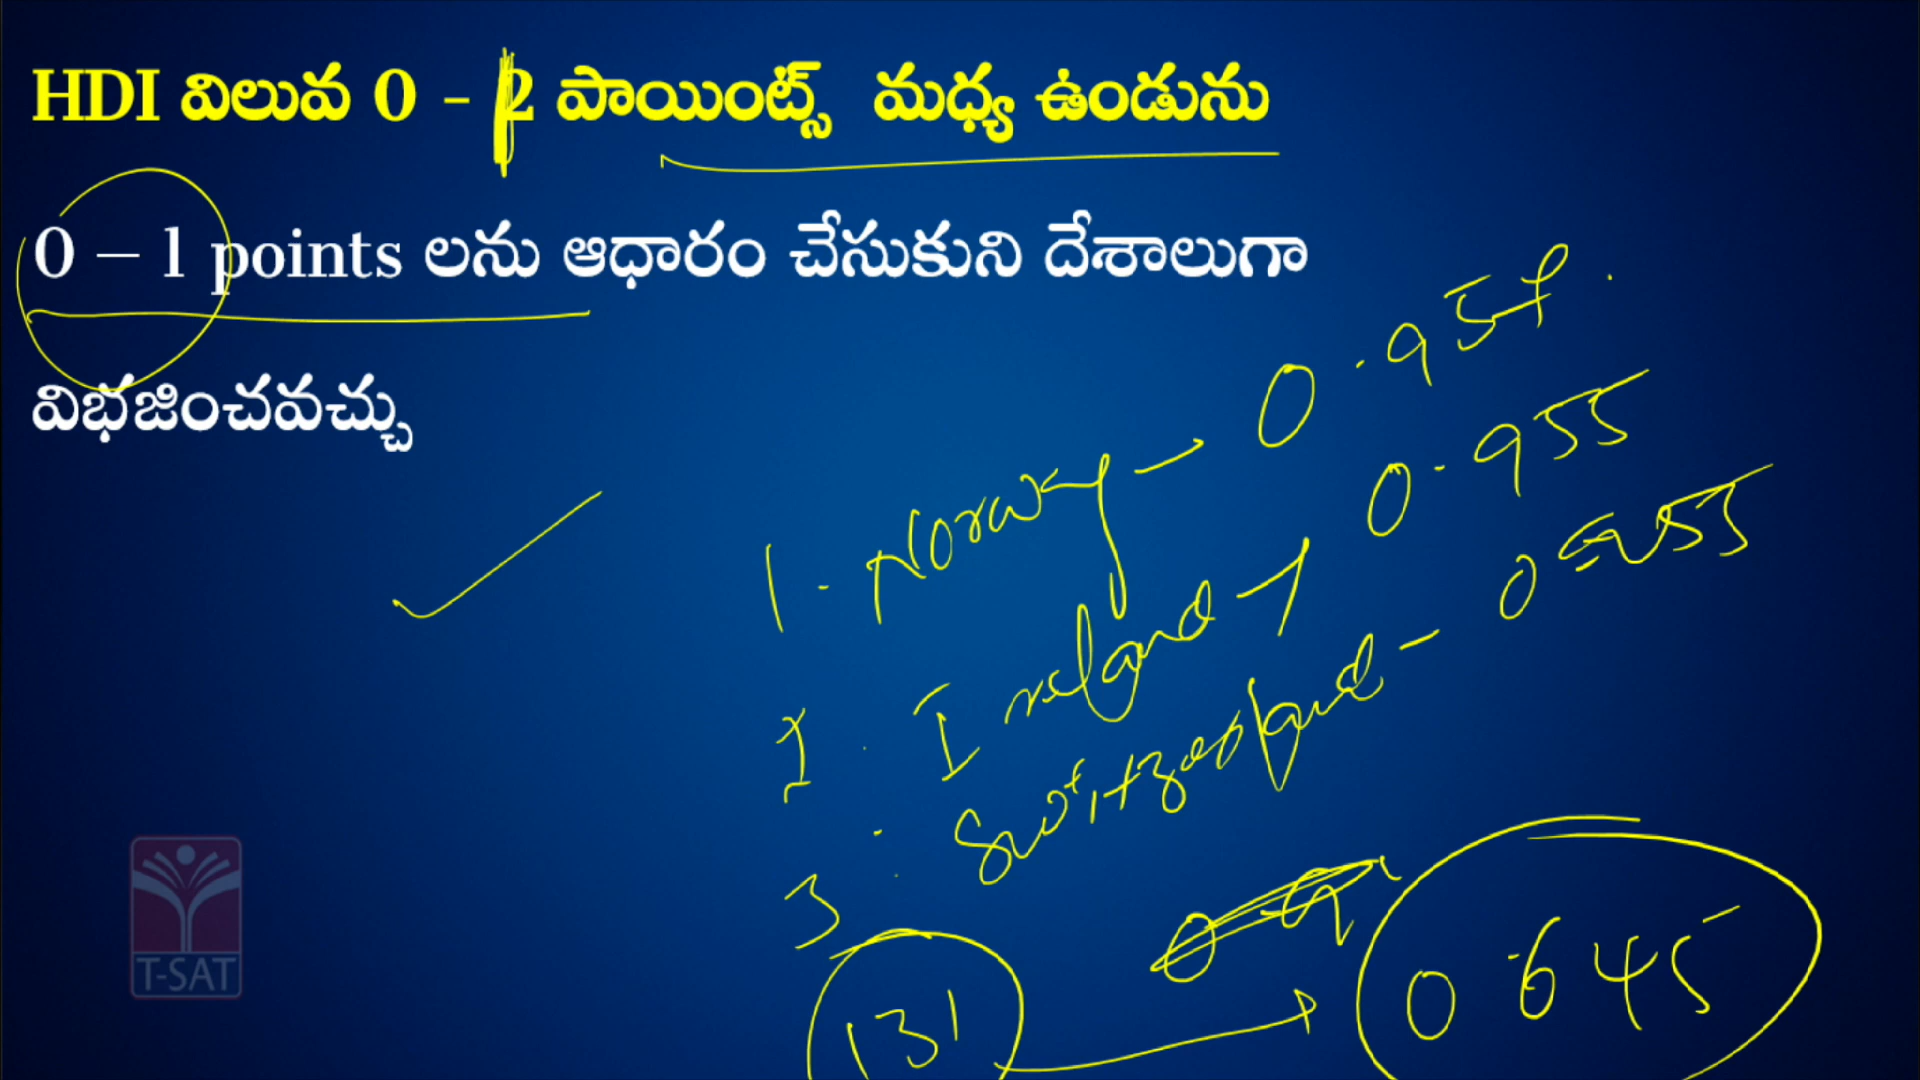 HDI విలువ 0 - 12 పాయింట్స్ మధ్య ఉండును
0 – 1 points లను ఆధారం చేసుకుని దేశాలుగా
విభజించవచ్చు
1. Norway - 0.957
2. Ireland - 0.955
3. Switzerland - 0.955
131 → 0.645
T-SAT